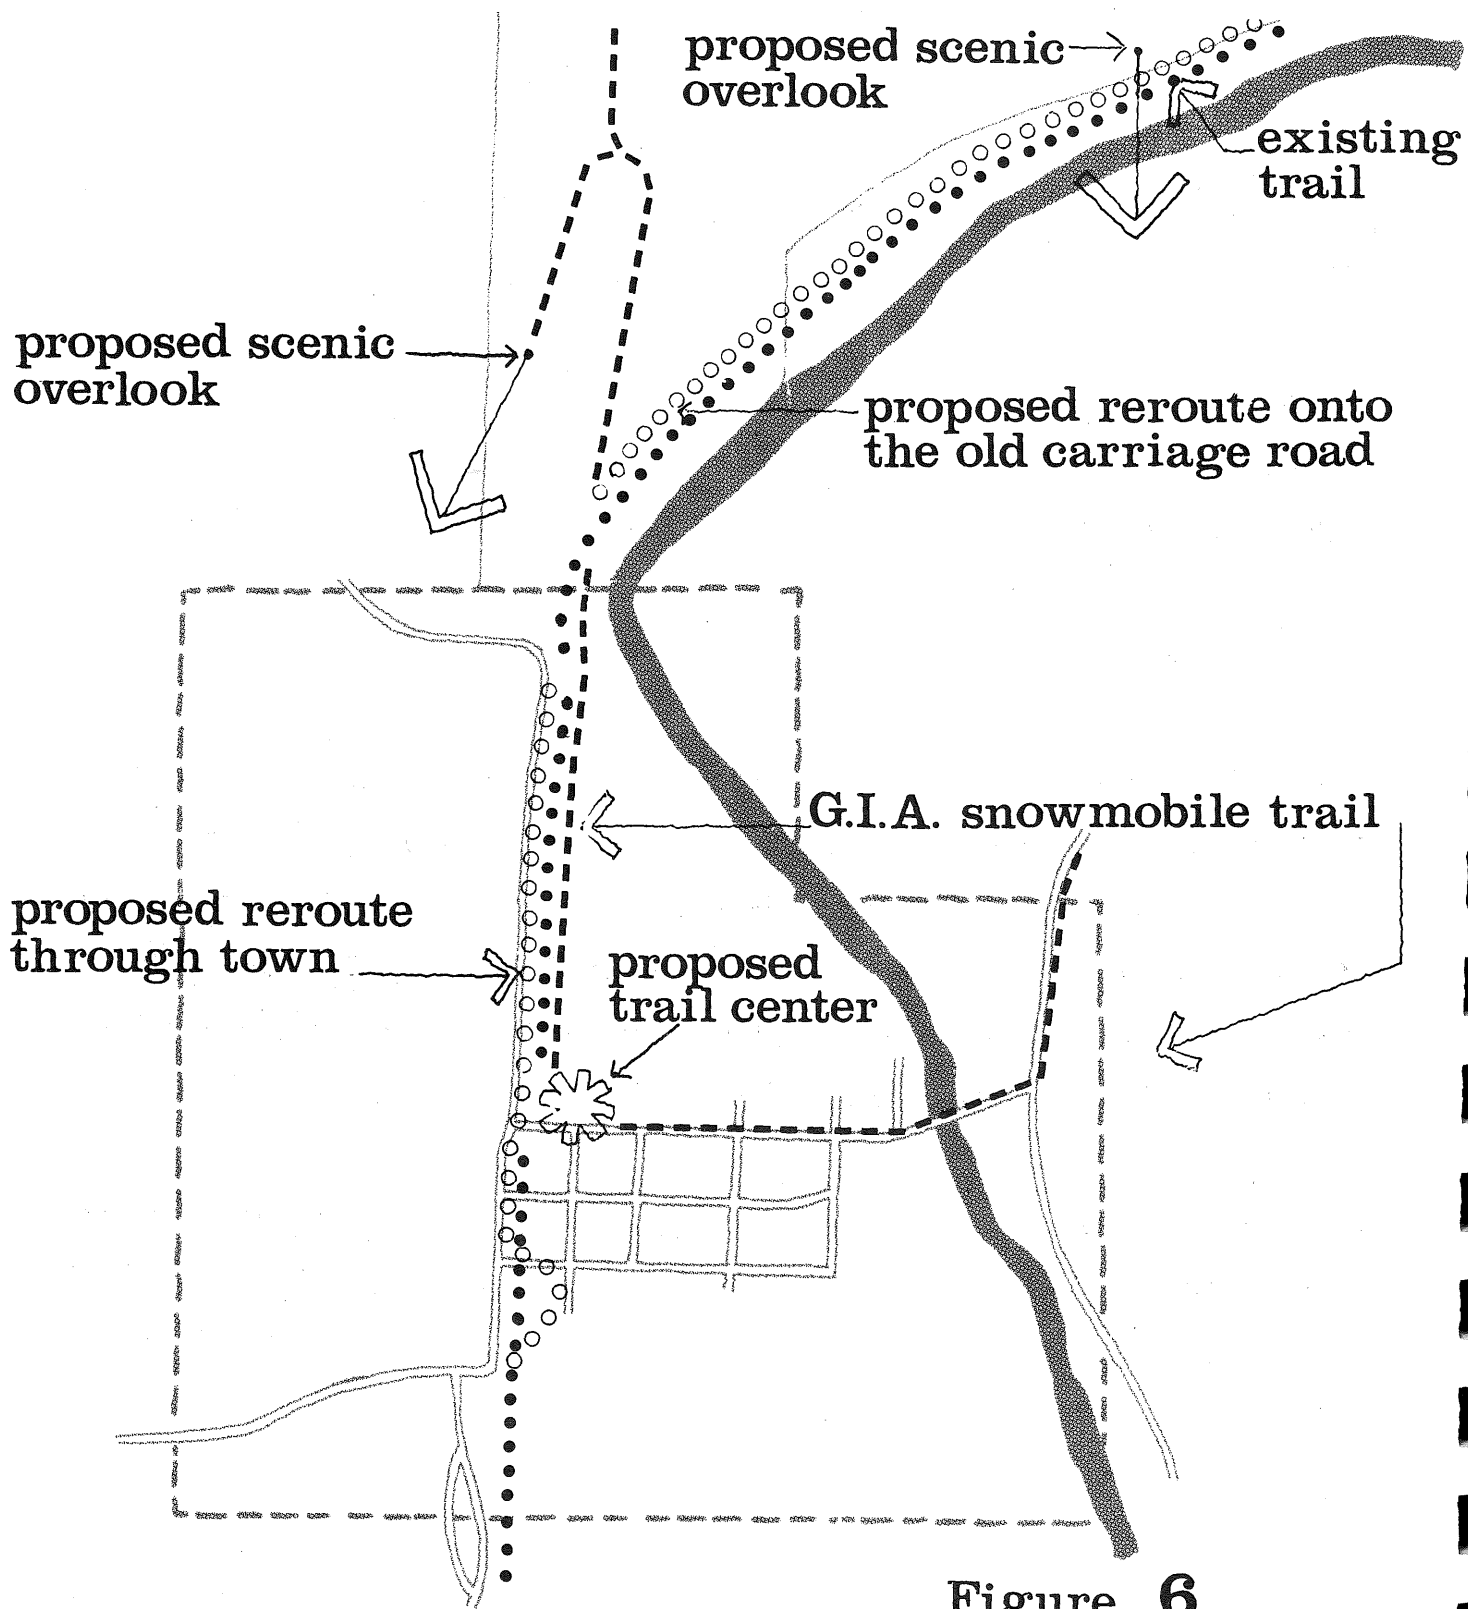 proposed scenic
overlook
existing
trail
proposed scenic
overlook
proposed reroute onto
the old carriage road
G.I.A. snowmobile trail
proposed reroute
through town
proposed
trail center
Figure 6